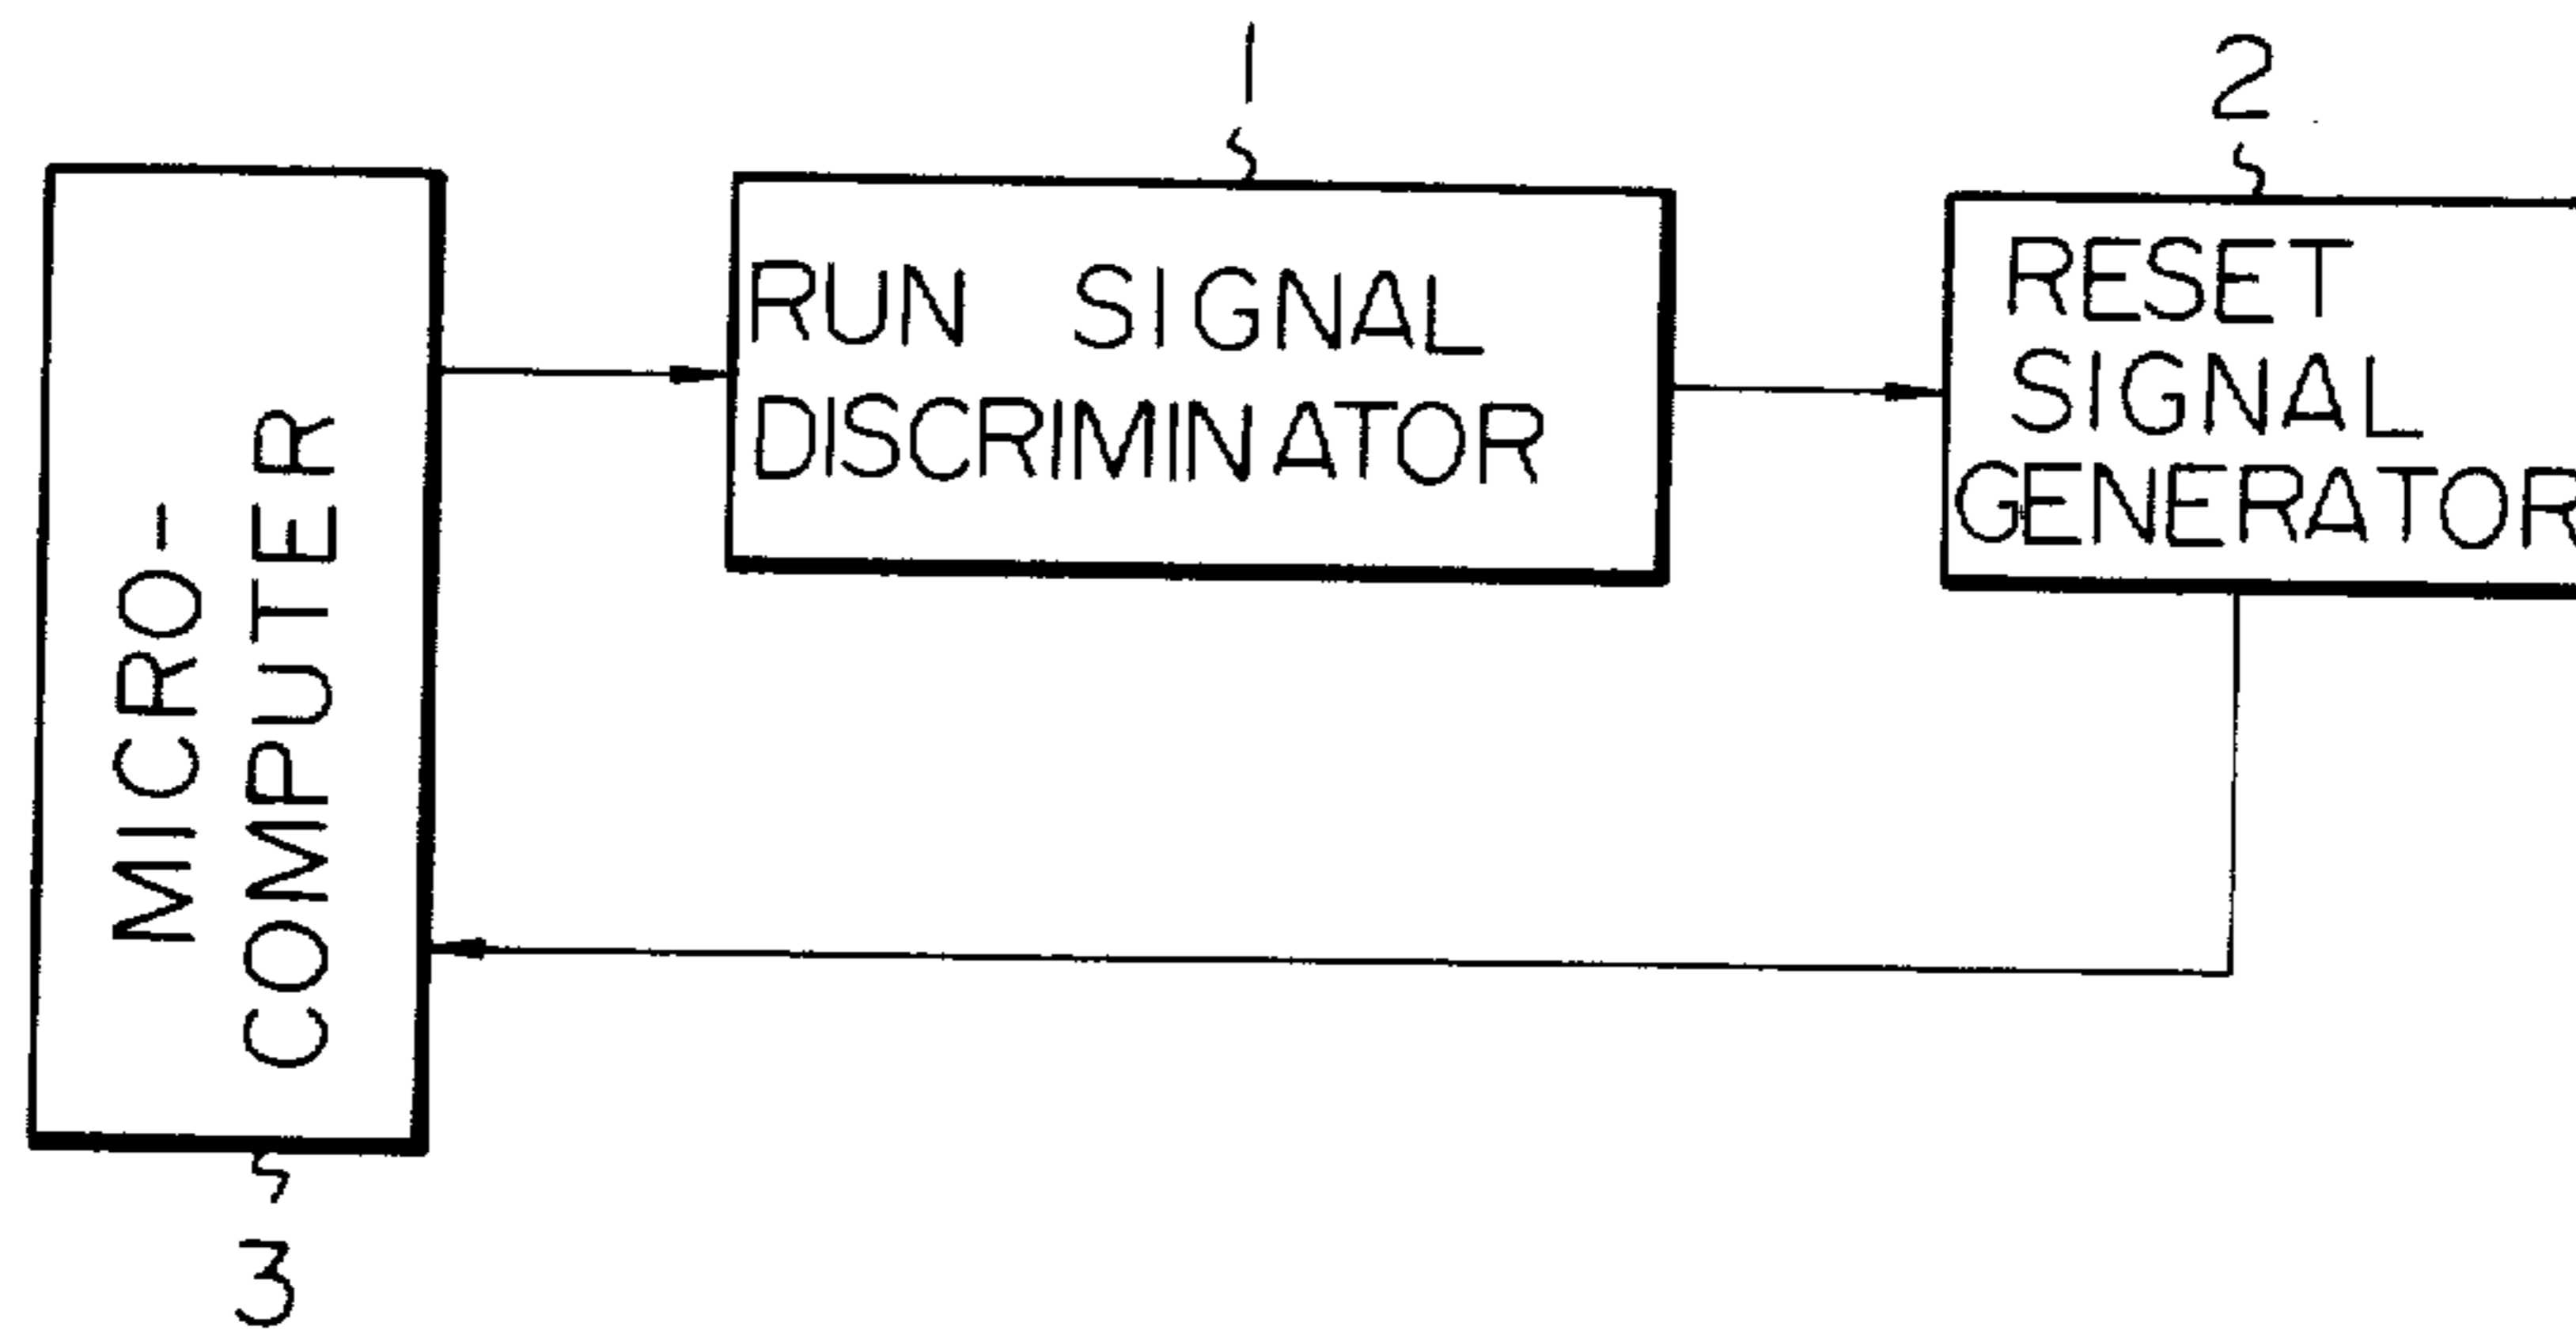 1
2
RUN SIGNAL
DISCRIMINATOR
RESET
SIGNAL
GENERATOR
MICRO-
COMPUTER
3